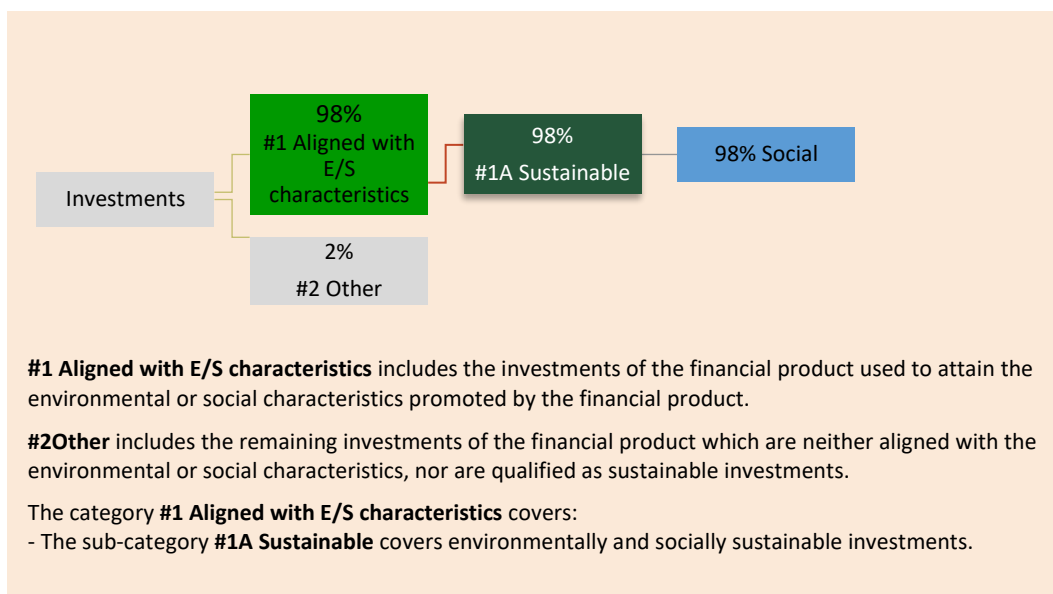 98%
#1 Aligned with
E/S
characteristics
98%
#1A Sustainable
98% Social
Investments
2%
#2 Other
#1 Aligned with E/S characteristics includes the investments of the financial product used to attain the
environmental or social characteristics promoted by the financial product.
#2Other includes the remaining investments of the financial product which are neither aligned with the
environmental or social characteristics, nor are qualified as sustainable investments.
The category #1 Aligned with E/S characteristics covers:
- The sub-category #1A Sustainable covers environmentally and socially sustainable investments.